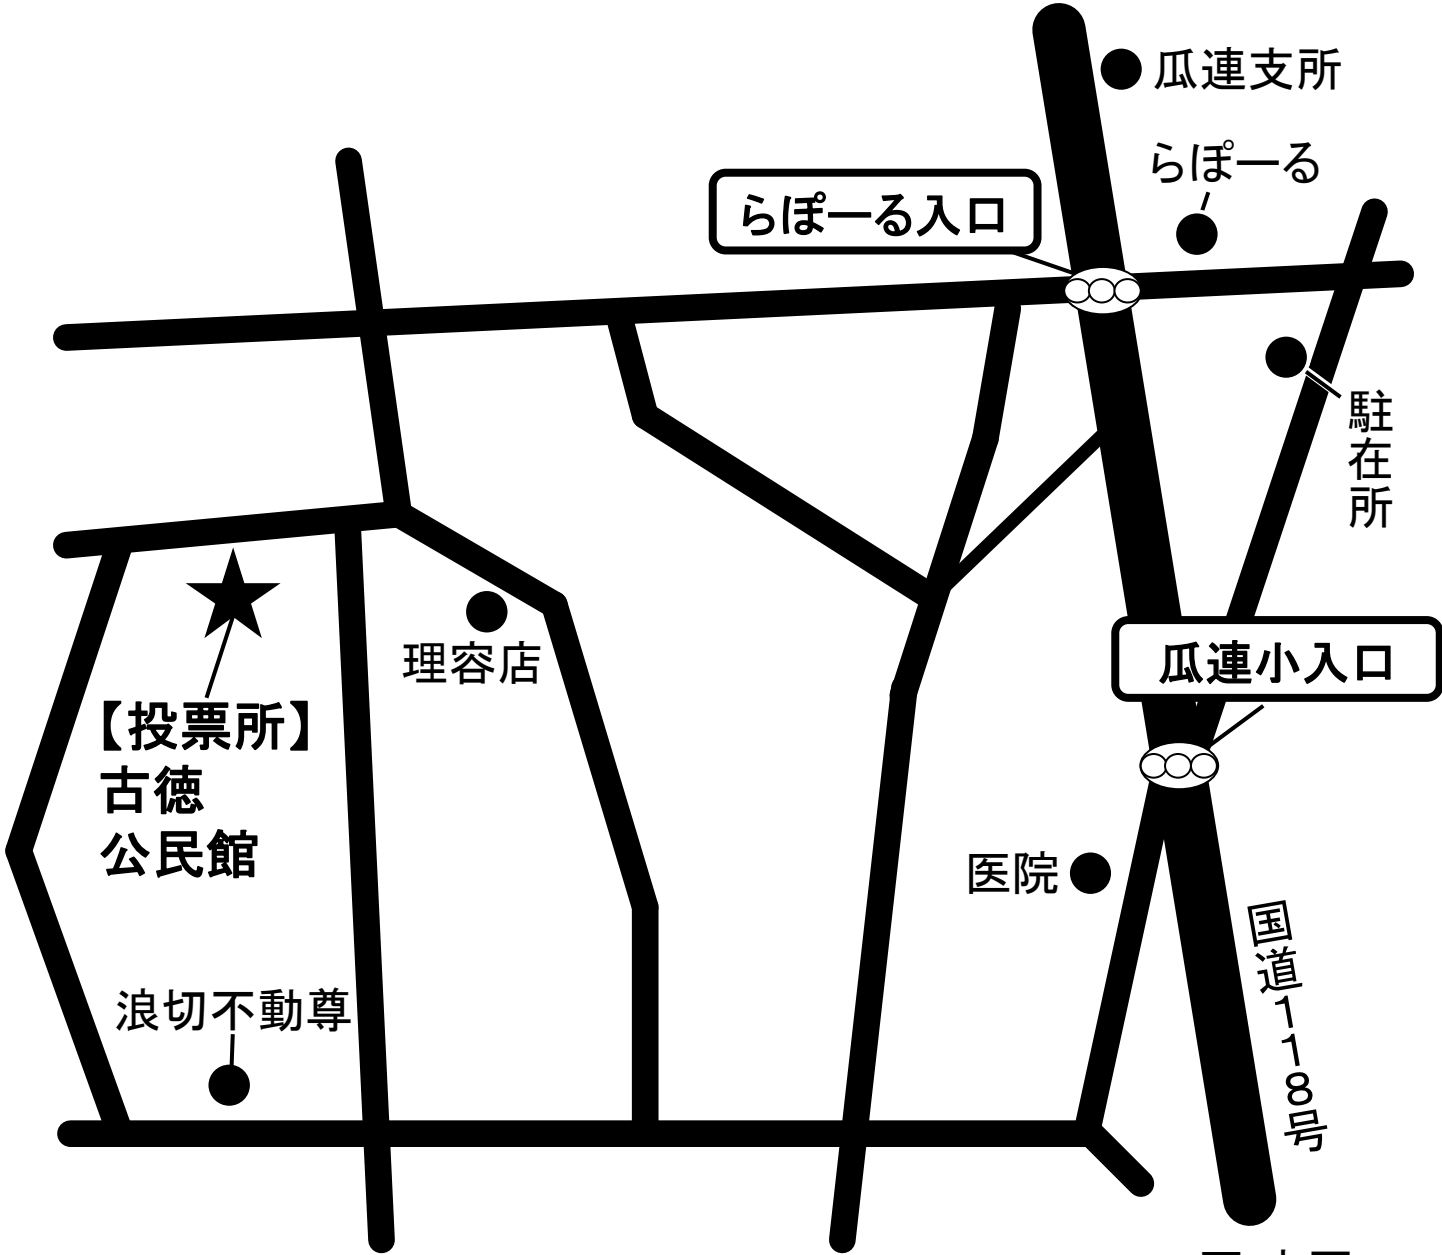 瓜連支所
らぽーる
らぽーる入口
駐在所
理容店
瓜連小入口
【投票所】
古徳
公民館
医院
国道118号
浪切不動尊